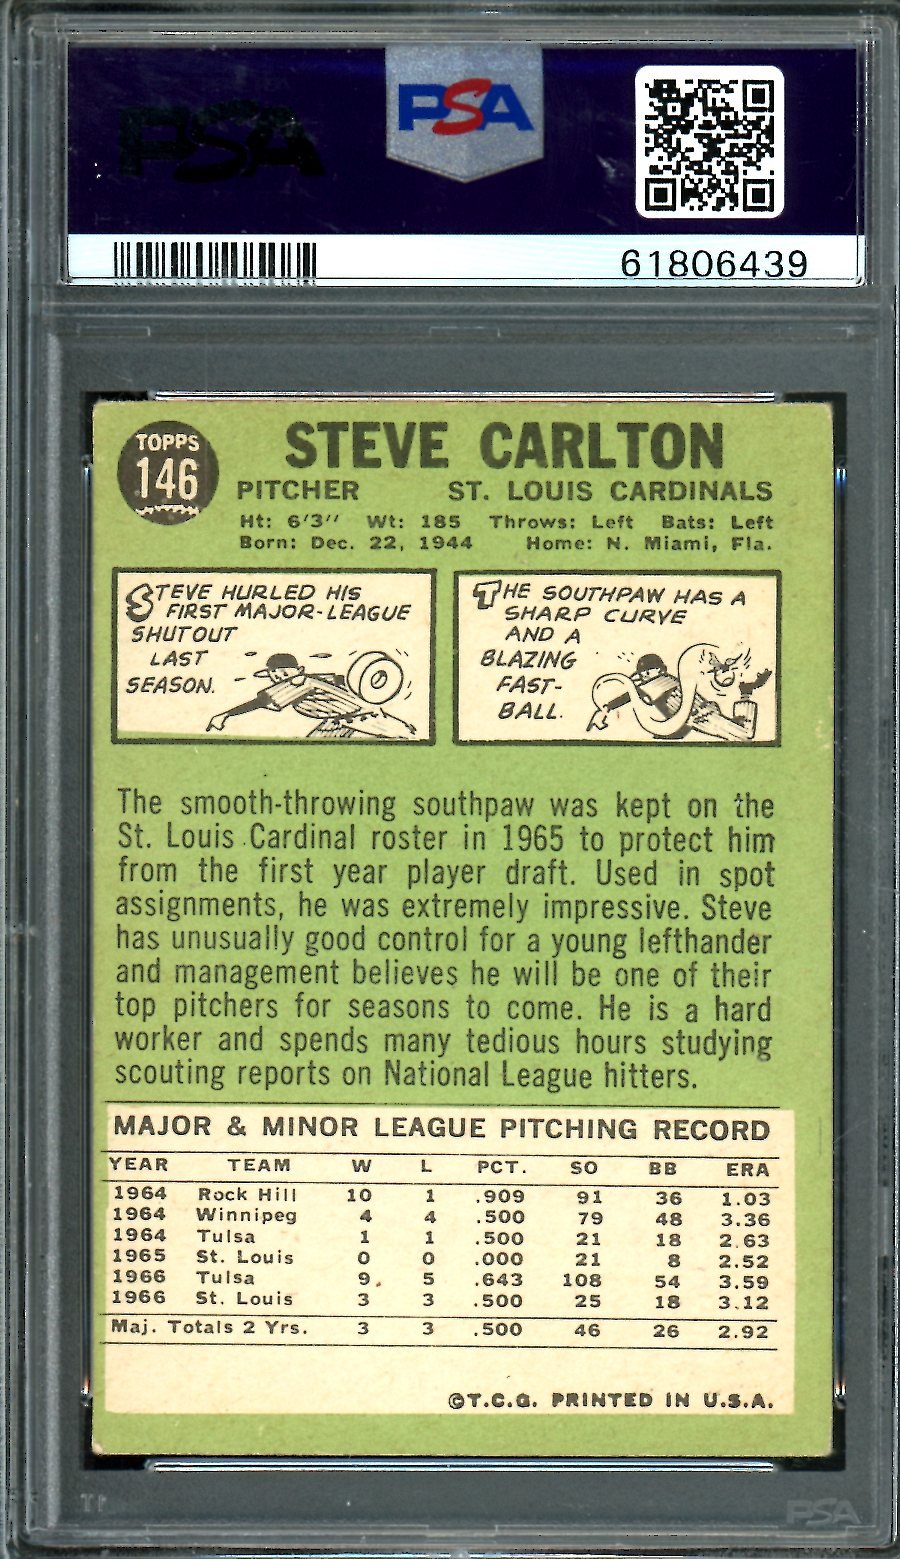 PSA
PSA
61806439
TOPPS
146
STEVE CARLTON
PITCHER ST. LOUIS CARDINALS
Ht: 6'3" Wt: 185 Throws: Left Bats: Left
Born: Dec. 22, 1944 Home: N. Miami, Fla.
STEVE HURLED HIS
FIRST MAJOR-LEAGUE
SHUTOUT
LAST
SEASON.
THE SOUTHPAW HAS A
SHARP CURVE
AND A
BLAZING
FAST-
BALL.
The smooth-throwing southpaw was kept on the
St. Louis Cardinal roster in 1965 to protect him
from the first year player draft. Used in spot
assignments, he was extremely impressive. Steve
has unusually good control for a young lefthander
and management believes he will be one of their
top pitchers for seasons to come. He is a hard
worker and spends many tedious hours studying
scouting reports on National League hitters.
MAJOR & MINOR LEAGUE PITCHING RECORD
YEAR TEAM W L PCT. SO BB ERA
1964 Rock Hill 10 1 .909 91 36 1.03
1964 Winnipeg 4 4 .500 79 48 3.36
1964 Tulsa 1 1 .500 21 18 2.63
1965 St. Louis 0 0 .000 21 8 2.52
1966 Tulsa 9 5 .643 108 54 3.59
1966 St. Louis 3 3 .500 25 18 3.12
Maj. Totals 2 Yrs. 3 3 .500 46 26 2.92
©T.C.G. PRINTED IN U.S.A.
PSA